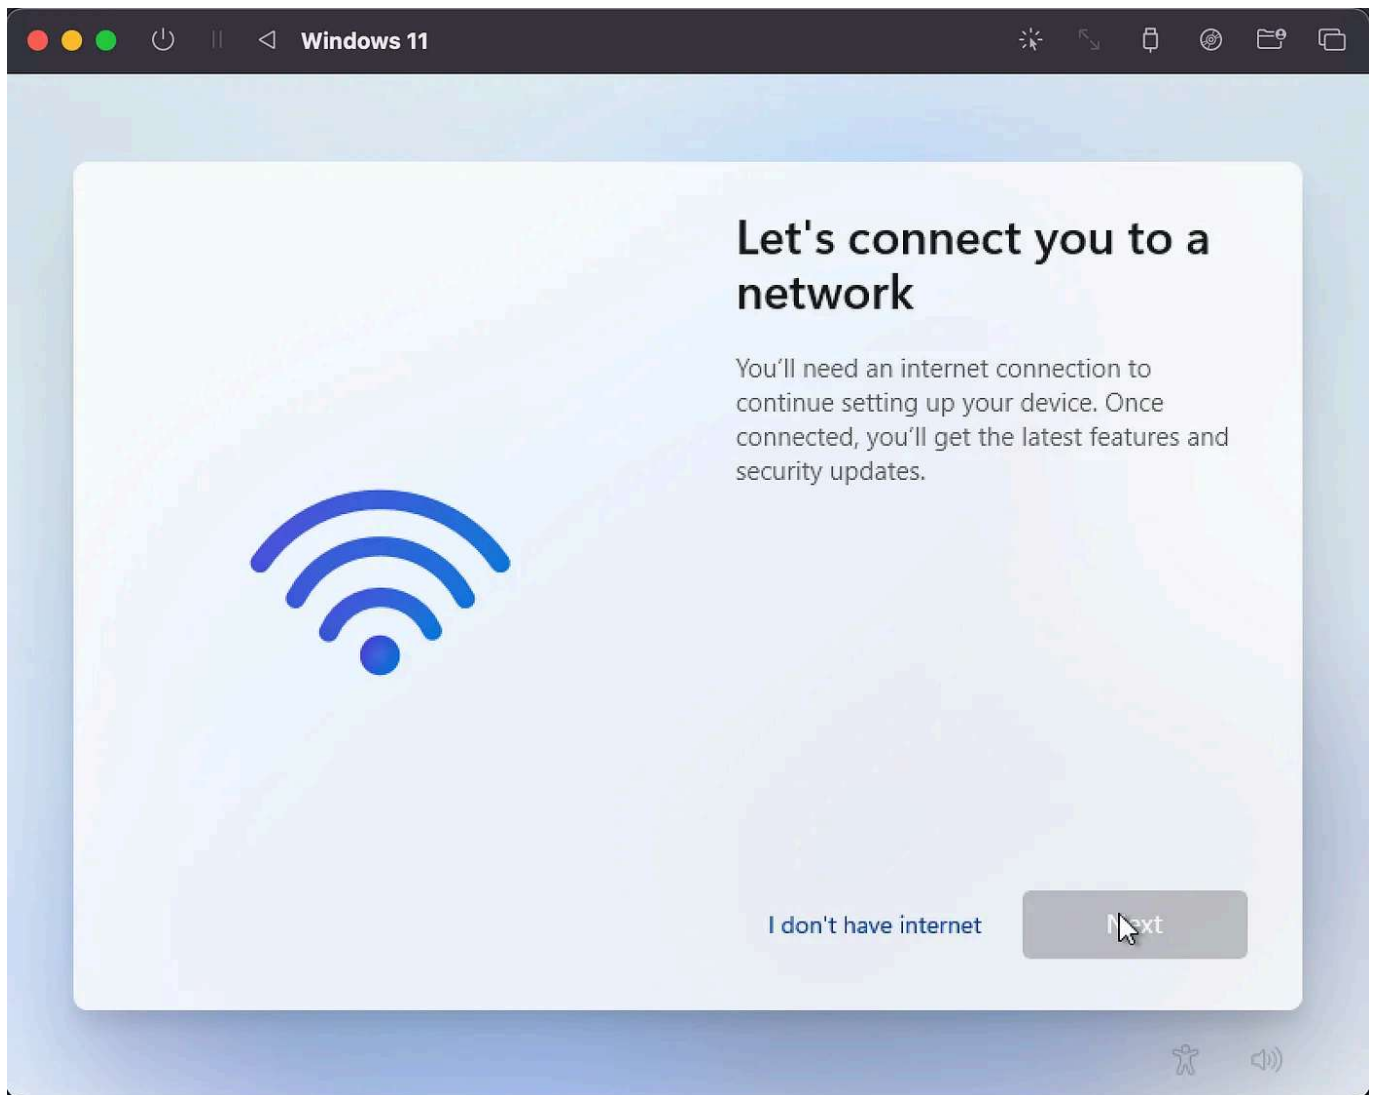 Windows 11
Let's connect you to a
network
You’ll need an internet connection to
continue setting up your device. Once
connected, you’ll get the latest features and
security updates.
I don't have internet
Next